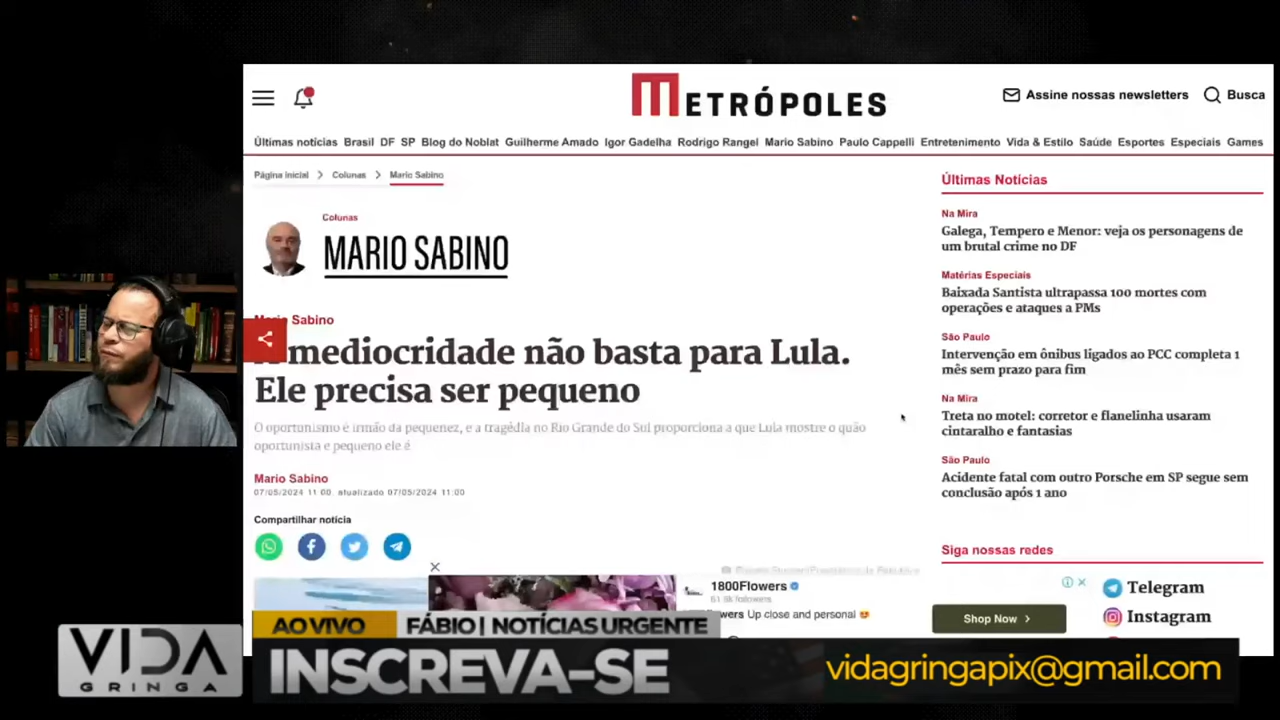 METRÓPOLES
Assine nossas newsletters
Busca
Últimas notícias Brasil DF SP Blog do Noblat Guilherme Amado Igor Gadelha Rodrigo Rangel Mario Sabino Paulo Cappelli Entretenimento Vida & Estilo Saúde Esportes Especiais Games
Página inicial > Colunas > Mario Sabino
Colunas
MARIO SABINO
Sabino
mediocridade não basta para Lula.
Ele precisa ser pequeno
O oportunismo é irmão da pequenez, e a tragédia no Rio Grande do Sul proporciona a que Lula mostre o quão
oportunista e pequeno ele é
Mario Sabino
07/05/2024 11:00, atualizado 07/05/2024 11:00
Compartilhar notícia
Últimas Notícias
Na Mira
Galega, Tempero e Menor: veja os personagens de
um brutal crime no DF
Matérias Especiais
Baixada Santista ultrapassa 100 mortes com
operações e ataques a PMs
São Paulo
Intervenção em ônibus ligados ao PCC completa 1
mês sem prazo para fim
Na Mira
Treta no motel: corretor e flanelinha usaram
cintaralho e fantasias
São Paulo
Acidente fatal com outro Porsche em SP segue sem
conclusão após 1 ano
Siga nossas redes
Telegram
Instagram
1800Flowers
followers
Up close and personal 😍
Shop Now >
AO VIVO
FÁBIO | NOTÍCIAS URGENTE
VIDA
GRINGA
INSCREVA-SE
vidagringapix@gmail.com